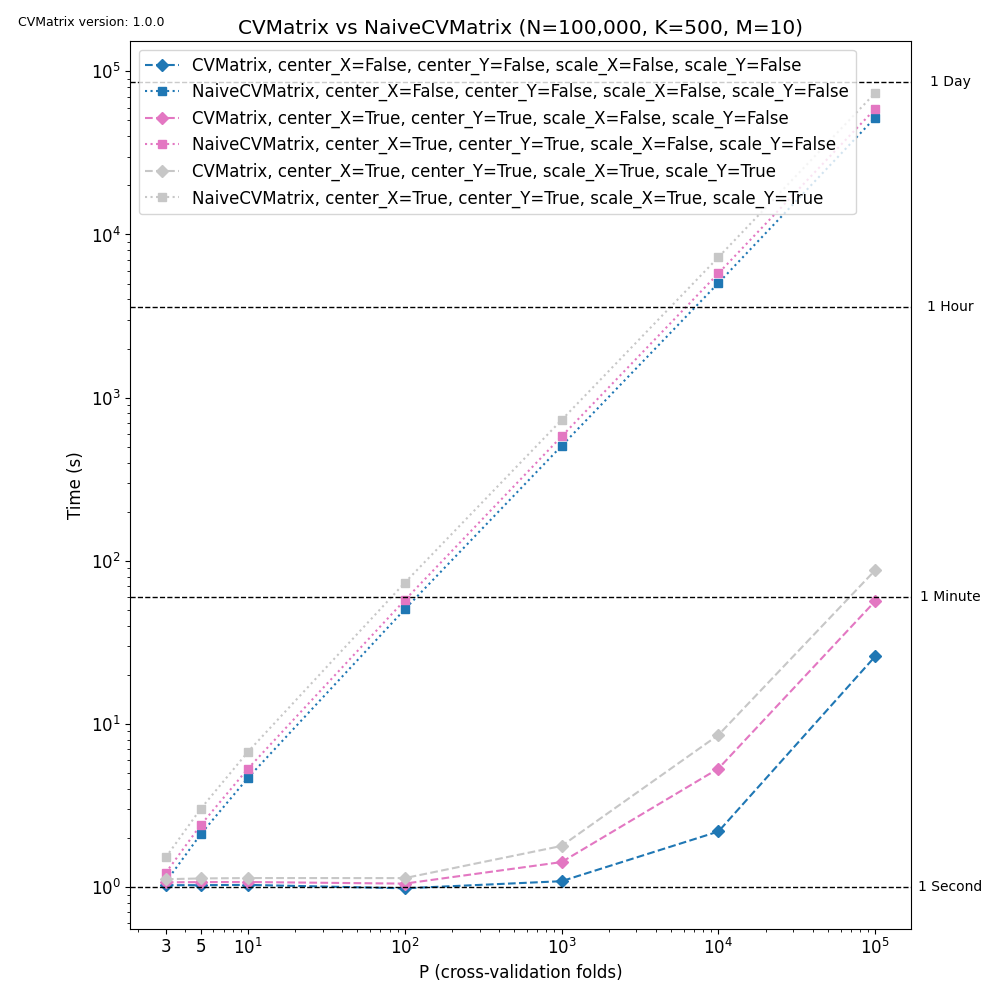 CVMatrix version: 1.0.0
CVMatrix vs NaiveCVMatrix (N=100,000, K=500, M=10)
CVMatrix, center_X=False, center_Y=False, scale_X=False, scale_Y=False
NaiveCVMatrix, center_X=False, center_Y=False, scale_X=False, scale_Y=False
CVMatrix, center_X=True, center_Y=True, scale_X=False, scale_Y=False
NaiveCVMatrix, center_X=True, center_Y=True, scale_X=False, scale_Y=False
CVMatrix, center_X=True, center_Y=True, scale_X=True, scale_Y=True
NaiveCVMatrix, center_X=True, center_Y=True, scale_X=True, scale_Y=True
10⁵
10⁴
10³
10²
10¹
10⁰
Time (s)
1 Day
1 Hour
1 Minute
1 Second
3 5 10¹ 10² 10³ 10⁴ 10⁵
P (cross-validation folds)